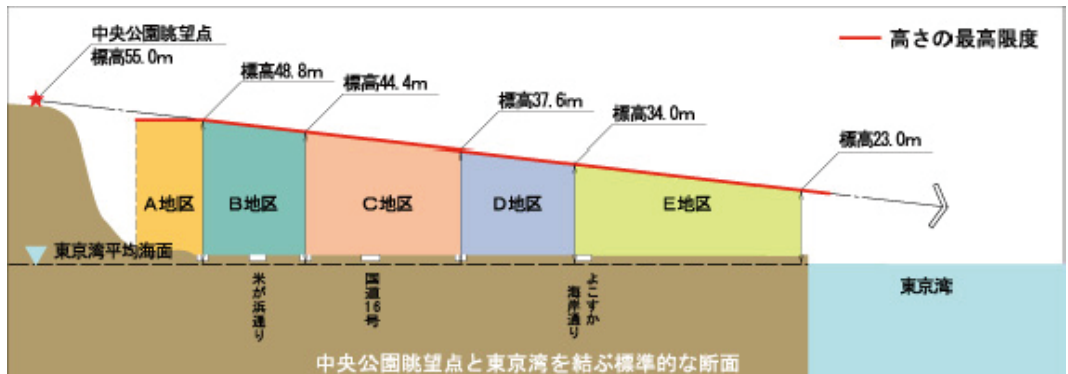 中央公園眺望点
標高55.0m
標高48.8m
標高44.4m
標高37.6m
標高34.0m
標高23.0m
高さの最高限度
A地区
B地区
C地区
D地区
E地区
東京湾平均海面
米が浜通り
国道16号
よこすか
海岸通り
東京湾
中央公園眺望点と東京湾を結ぶ標準的な断面